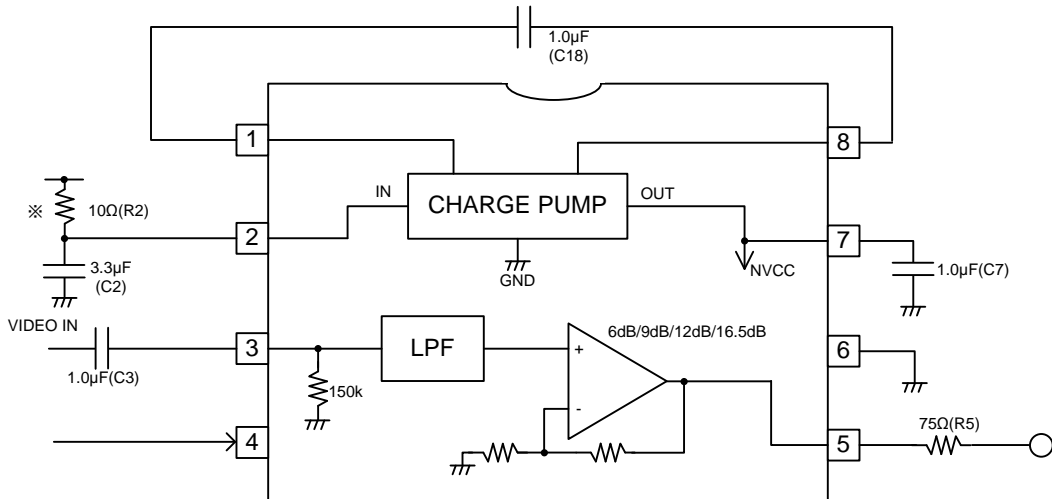 1.0µF
(C18)
1
8
※
10Ω(R2)
IN
CHARGE PUMP
OUT
2
7
3.3µF
(C2)
GND
NVCC
1.0µF(C7)
VIDEO IN
6dB/9dB/12dB/16.5dB
3
LPF
+
6
1.0µF(C3)
150k
-
4
75Ω(R5)
5